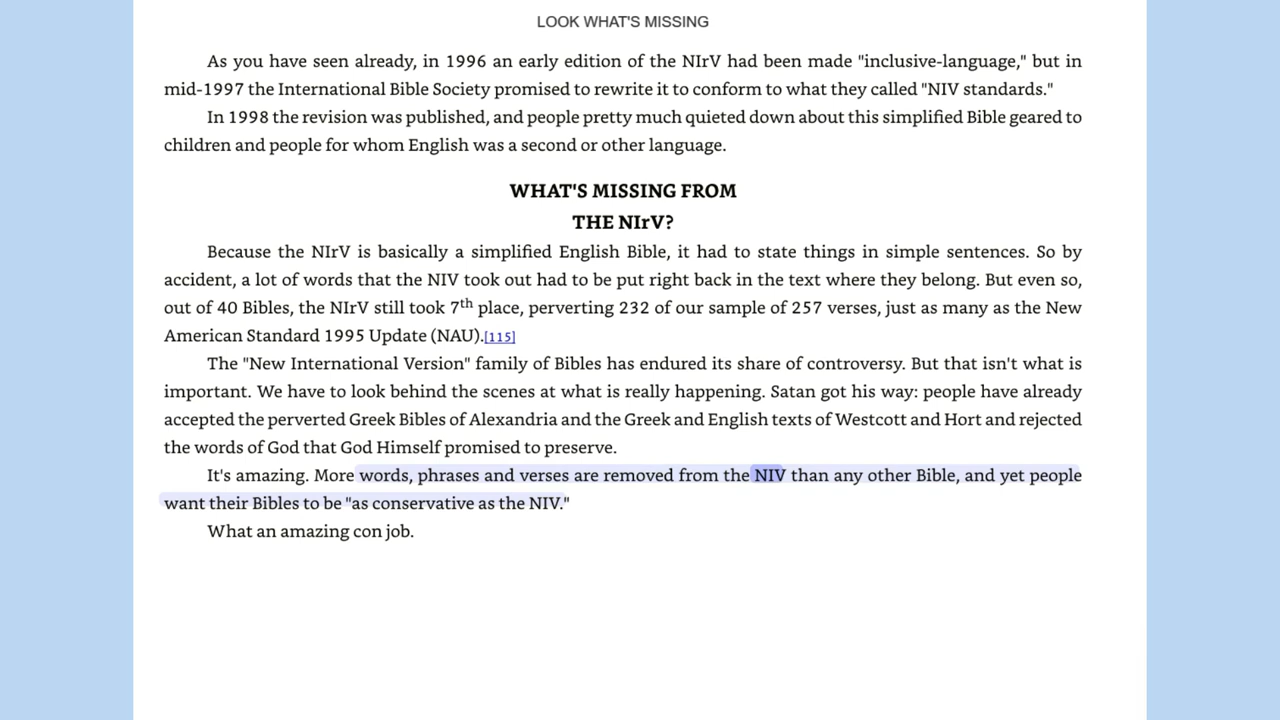 LOOK WHAT'S MISSING
As you have seen already, in 1996 an early edition of the NIrV had been made "inclusive-language," but in
mid-1997 the International Bible Society promised to rewrite it to conform to what they called "NIV standards."
In 1998 the revision was published, and people pretty much quieted down about this simplified Bible geared to
children and people for whom English was a second or other language.
WHAT'S MISSING FROM
THE NIrV?
Because the NIrV is basically a simplified English Bible, it had to state things in simple sentences. So by
accident, a lot of words that the NIV took out had to be put right back in the text where they belong. But even so,
out of 40 Bibles, the NIrV still took 7th place, perverting 232 of our sample of 257 verses, just as many as the New
American Standard 1995 Update (NAU).[115]
The "New International Version" family of Bibles has endured its share of controversy. But that isn't what is
important. We have to look behind the scenes at what is really happening. Satan got his way: people have already
accepted the perverted Greek Bibles of Alexandria and the Greek and English texts of Westcott and Hort and rejected
the words of God that God Himself promised to preserve.
It's amazing. More words, phrases and verses are removed from the NIV than any other Bible, and yet people
want their Bibles to be "as conservative as the NIV."
What an amazing con job.